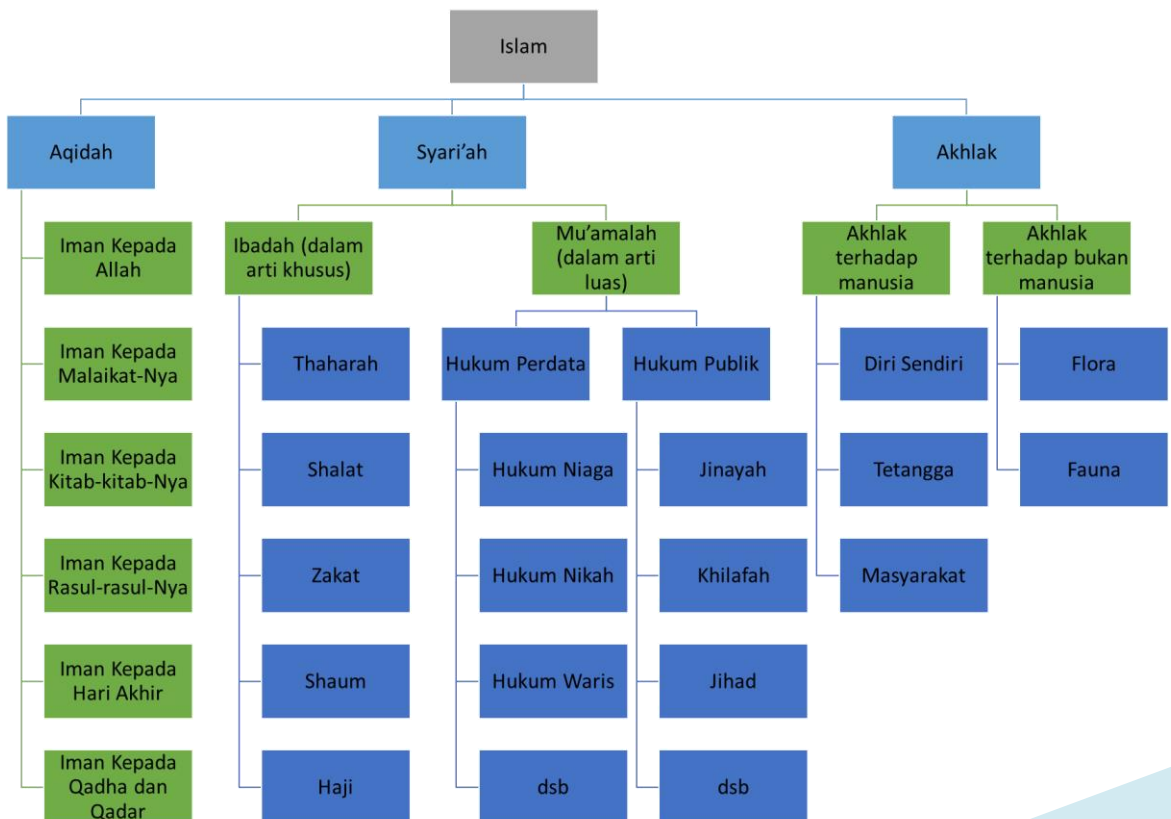 Islam
Aqidah
Syari’ah
Akhlak
Iman Kepada
Allah
Iman Kepada
Malaikat-Nya
Iman Kepada
Kitab-kitab-Nya
Iman Kepada
Rasul-rasul-Nya
Iman Kepada
Hari Akhir
Iman Kepada
Qadha dan
Qadar
Ibadah (dalam
arti khusus)
Thaharah
Shalat
Zakat
Shaum
Haji
Mu’amalah
(dalam arti
luas)
Hukum Perdata
Hukum Niaga
Hukum Nikah
Hukum Waris
dsb
Hukum Publik
Jinayah
Khilafah
Jihad
dsb
Akhlak
terhadap
manusia
Diri Sendiri
Tetangga
Masyarakat
Akhlak
terhadap bukan
manusia
Flora
Fauna